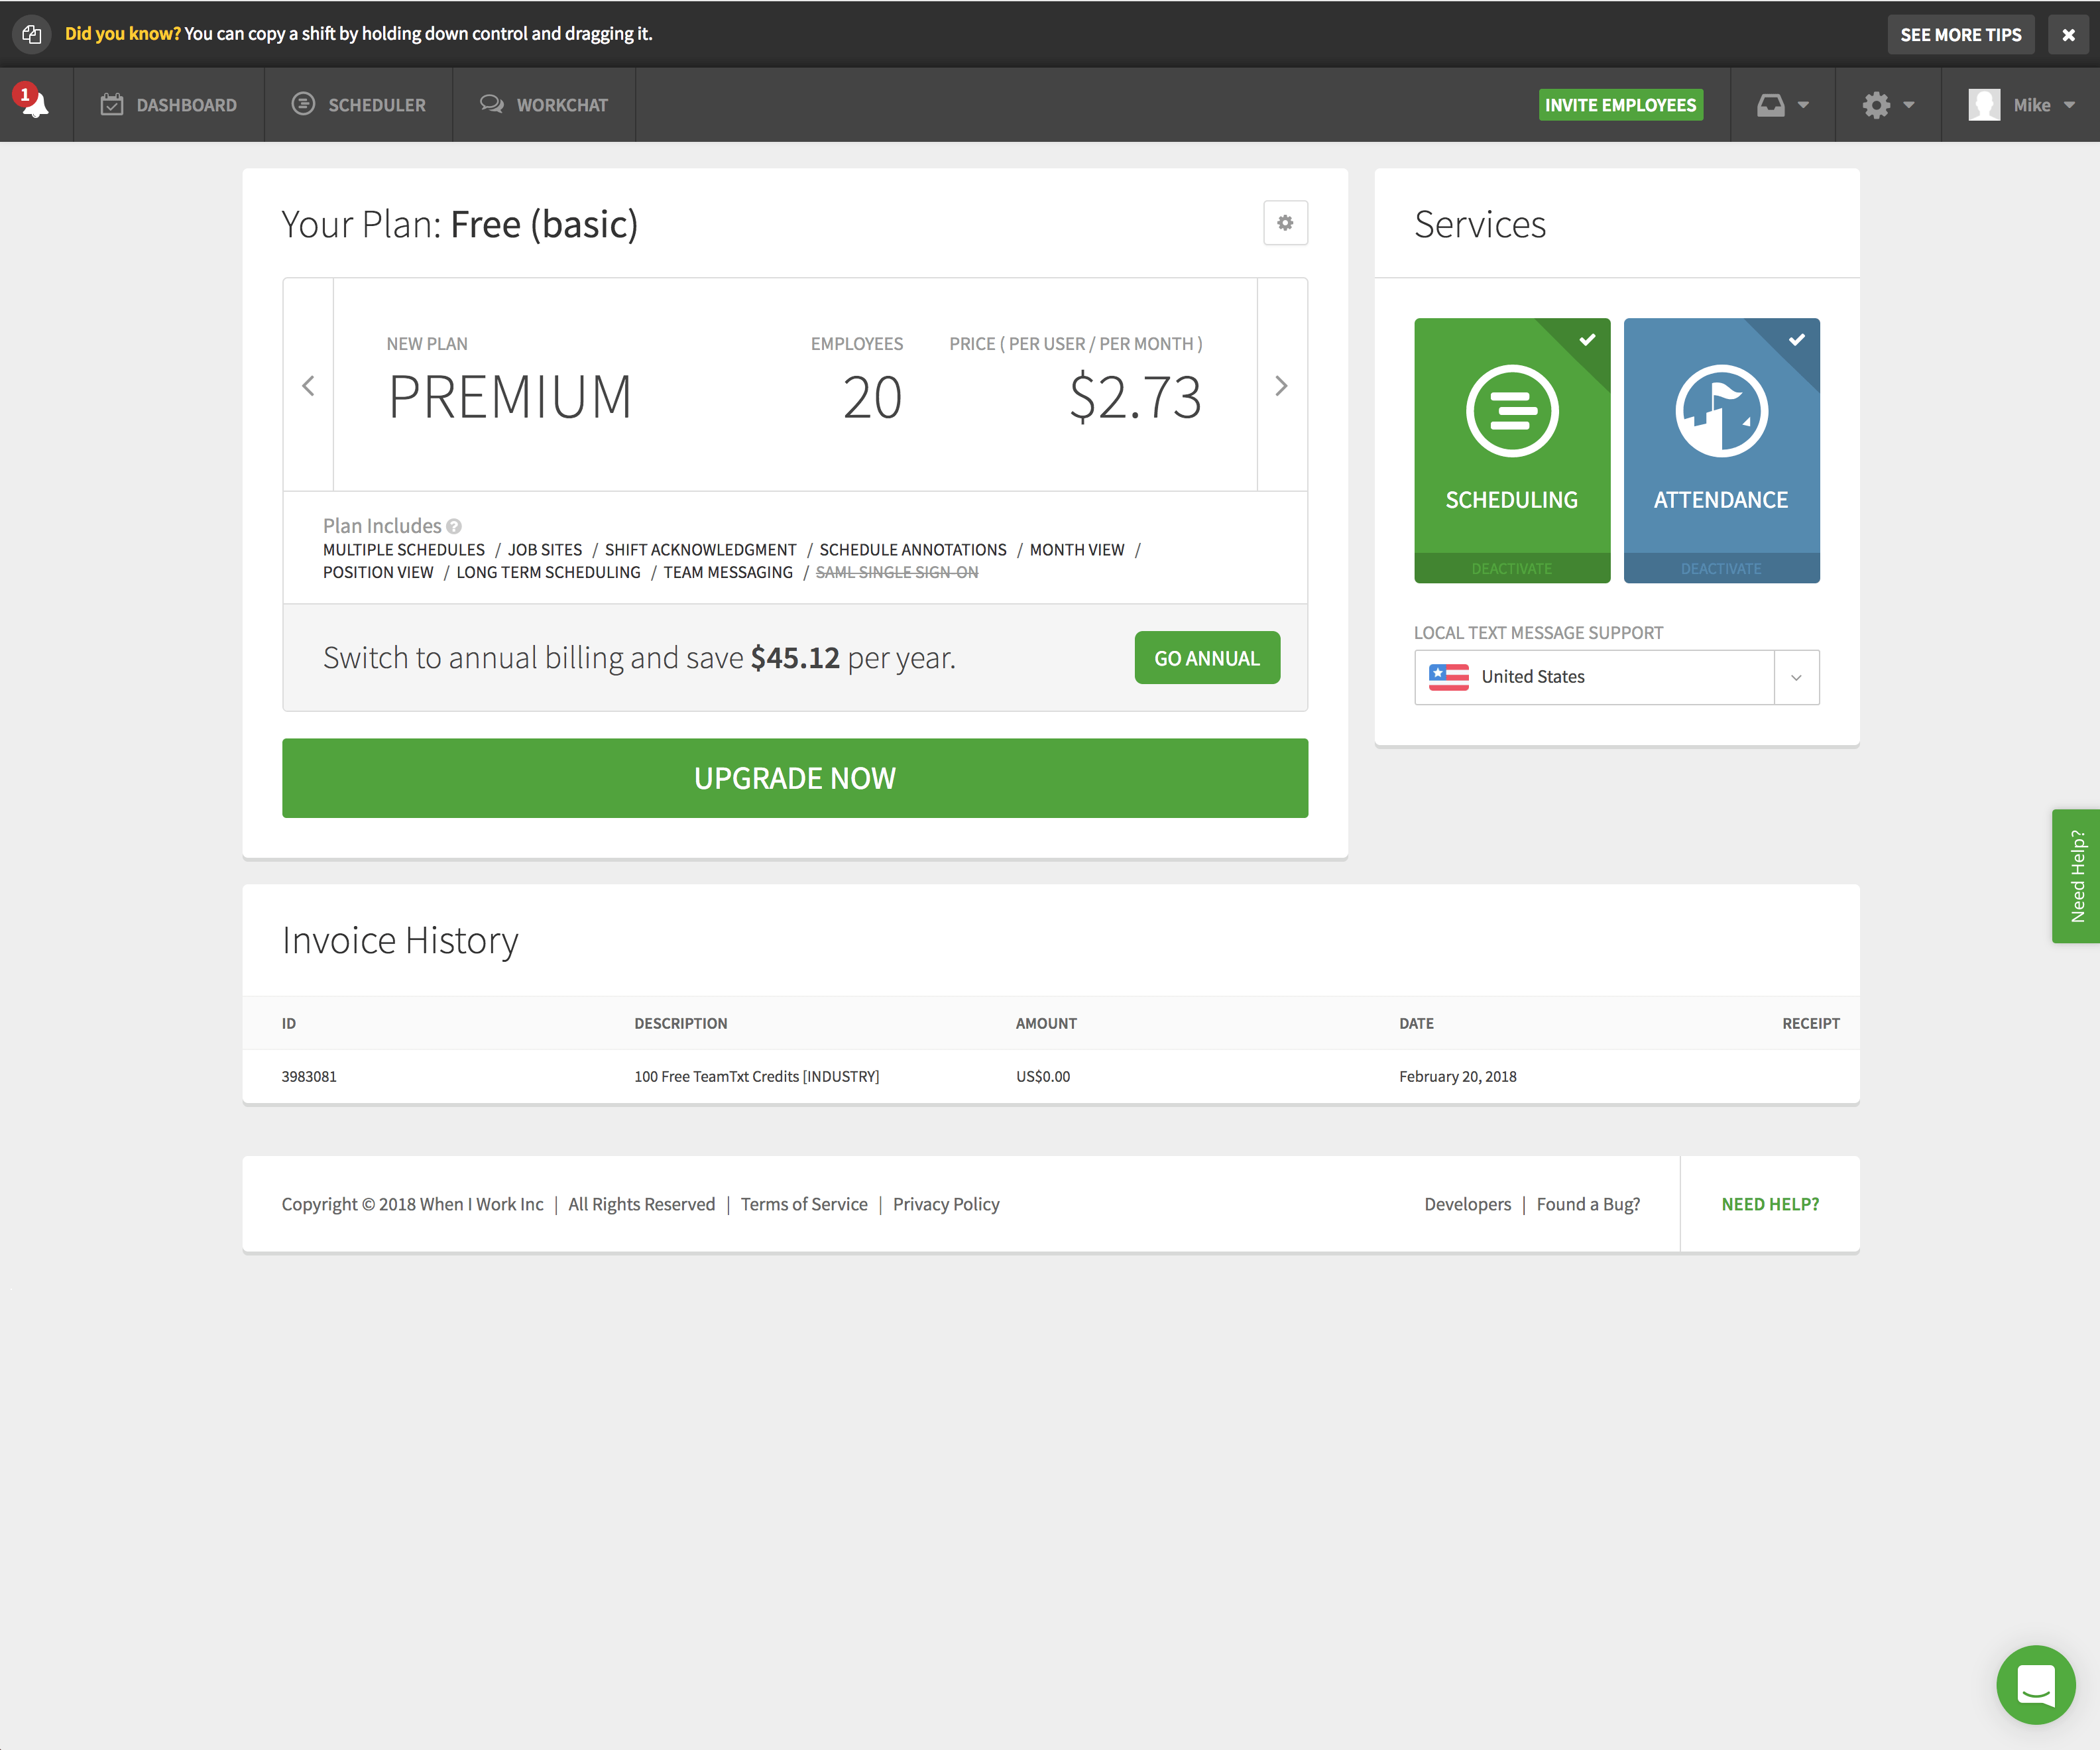 Did you know? You can copy a shift by holding down control and dragging it.
SEE MORE TIPS
1
DASHBOARD
SCHEDULER
WORKCHAT
INVITE EMPLOYEES
Mike
Your Plan: Free (basic)
NEW PLAN
PREMIUM
EMPLOYEES
20
PRICE ( PER USER / PER MONTH )
$2.73
Plan Includes ?
MULTIPLE SCHEDULES / JOB SITES / SHIFT ACKNOWLEDGMENT / SCHEDULE ANNOTATIONS / MONTH VIEW /
POSITION VIEW / LONG TERM SCHEDULING / TEAM MESSAGING / SAML SINGLE SIGN-ON
Switch to annual billing and save $45.12 per year.
GO ANNUAL
UPGRADE NOW
Services
SCHEDULING
DEACTIVATE
ATTENDANCE
DEACTIVATE
LOCAL TEXT MESSAGE SUPPORT
United States
Need Help?
Invoice History
ID DESCRIPTION AMOUNT DATE RECEIPT
3983081 100 Free TeamTxt Credits [INDUSTRY] US$0.00 February 20, 2018
Copyright © 2018 When I Work Inc | All Rights Reserved | Terms of Service | Privacy Policy
Developers | Found a Bug?
NEED HELP?